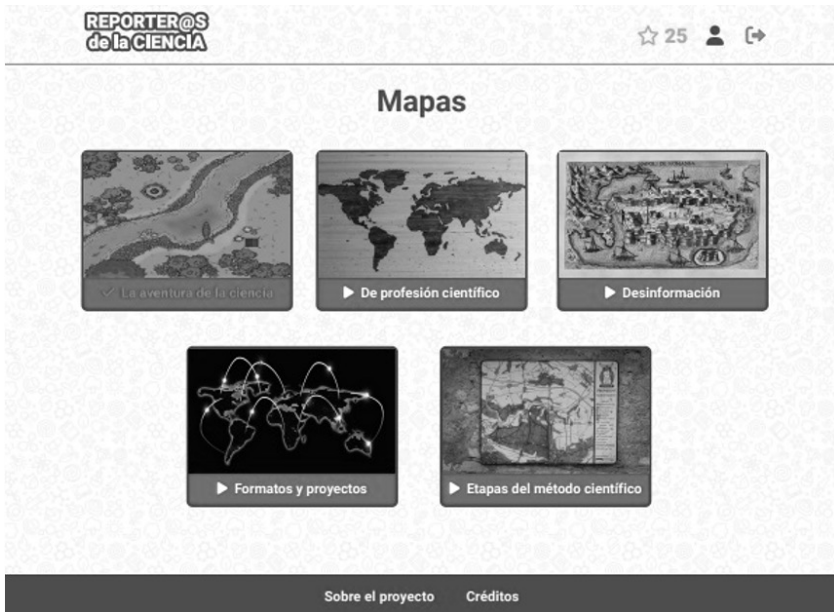 REPORTER@S
de la CIENCIA
25
Mapas
La aventura de la ciencia
De profesión científico
Desinformación
Formatos y proyectos
Etapas del método científico
Sobre el proyecto
Créditos